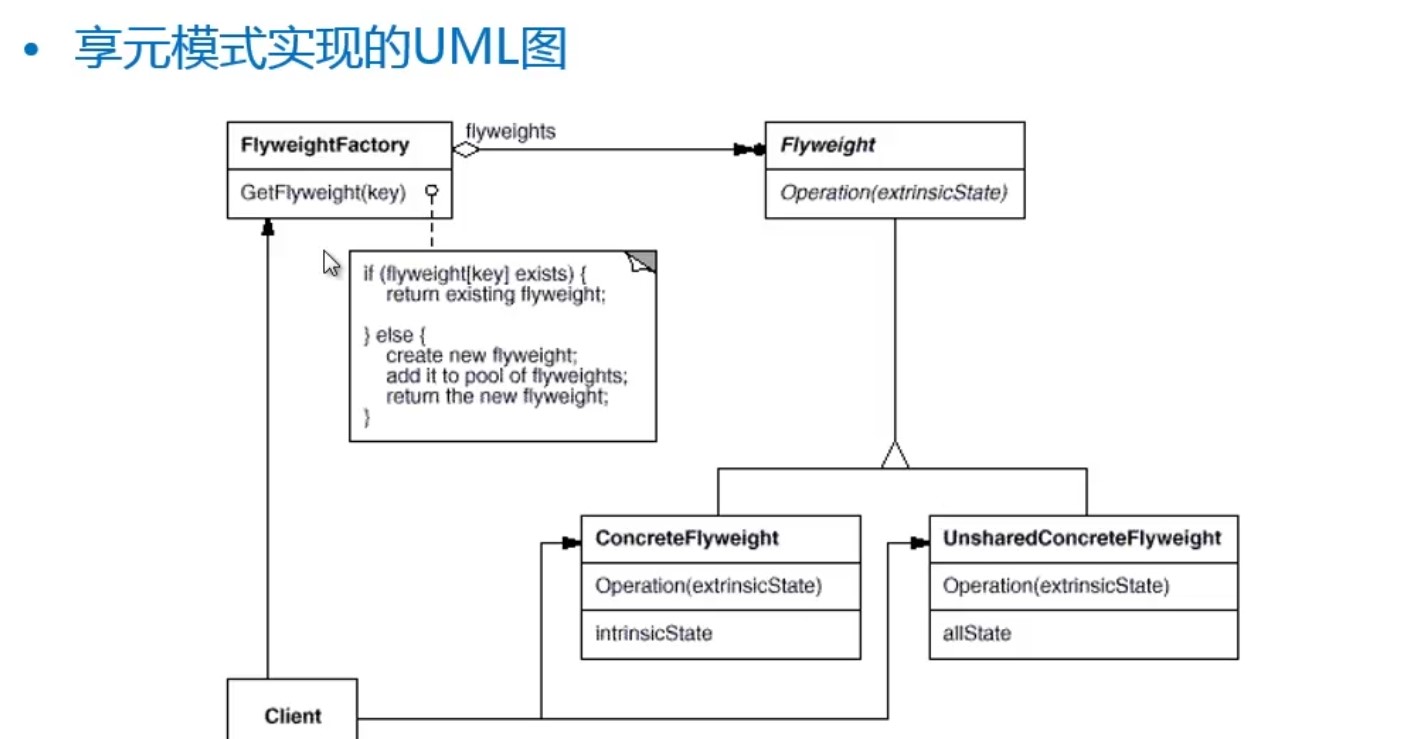 • 享元模式实现的UML图
flyweights
FlyweightFactory
Flyweight
GetFlyweight(key)
Operation(extrinsicState)
if (flyweight[key] exists) {
return existing flyweight;
} else {
create new flyweight;
add it to pool of flyweights;
return the new flyweight;
}
ConcreteFlyweight
UnsharedConcreteFlyweight
Operation(extrinsicState)
Operation(extrinsicState)
intrinsicState
allState
Client